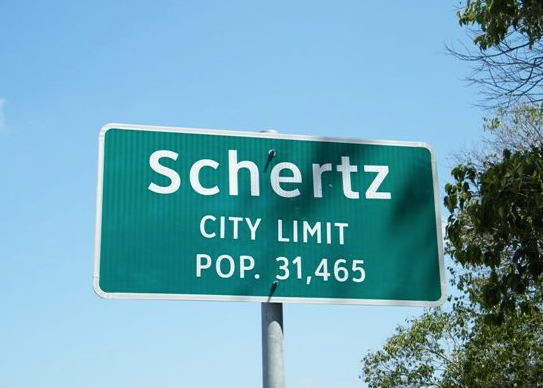 Schertz
CITY LIMIT
POP. 31,465